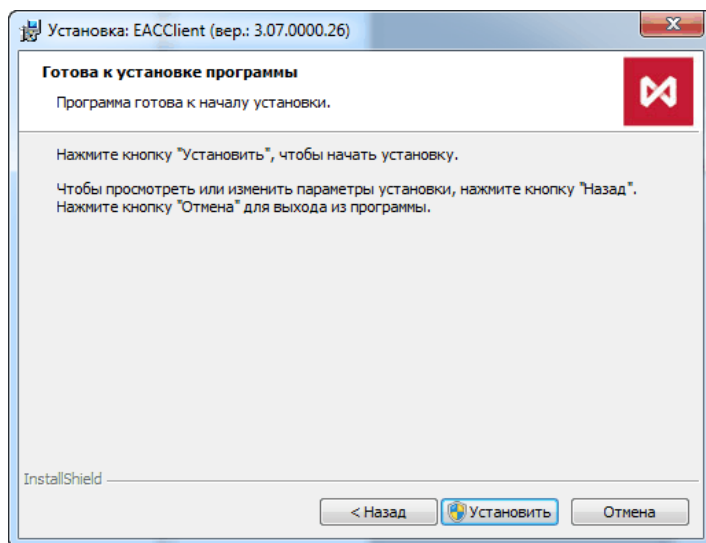 Установка: EACClient (вер.: 3.07.0000.26)
Готова к установке программы
Программа готова к началу установки.
Нажмите кнопку "Установить", чтобы начать установку.
Чтобы просмотреть или изменить параметры установки, нажмите кнопку "Назад".
Нажмите кнопку "Отмена" для выхода из программы.
InstallShield
< Назад
Установить
Отмена